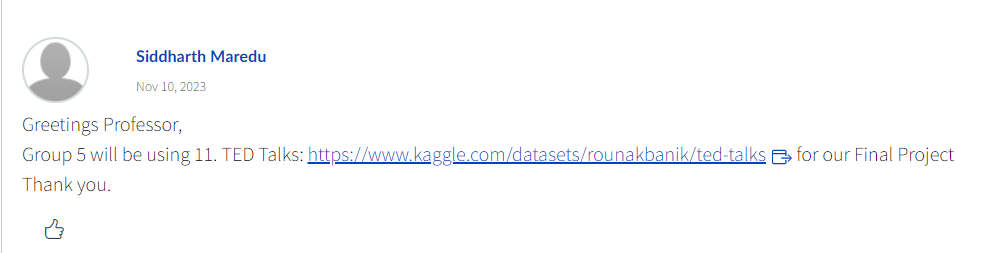 Siddharth Maredu
Nov 10, 2023
Greetings Professor,
Group 5 will be using 11. TED Talks: https://www.kaggle.com/datasets/rounakbanik/ted-talks for our Final Project
Thank you.